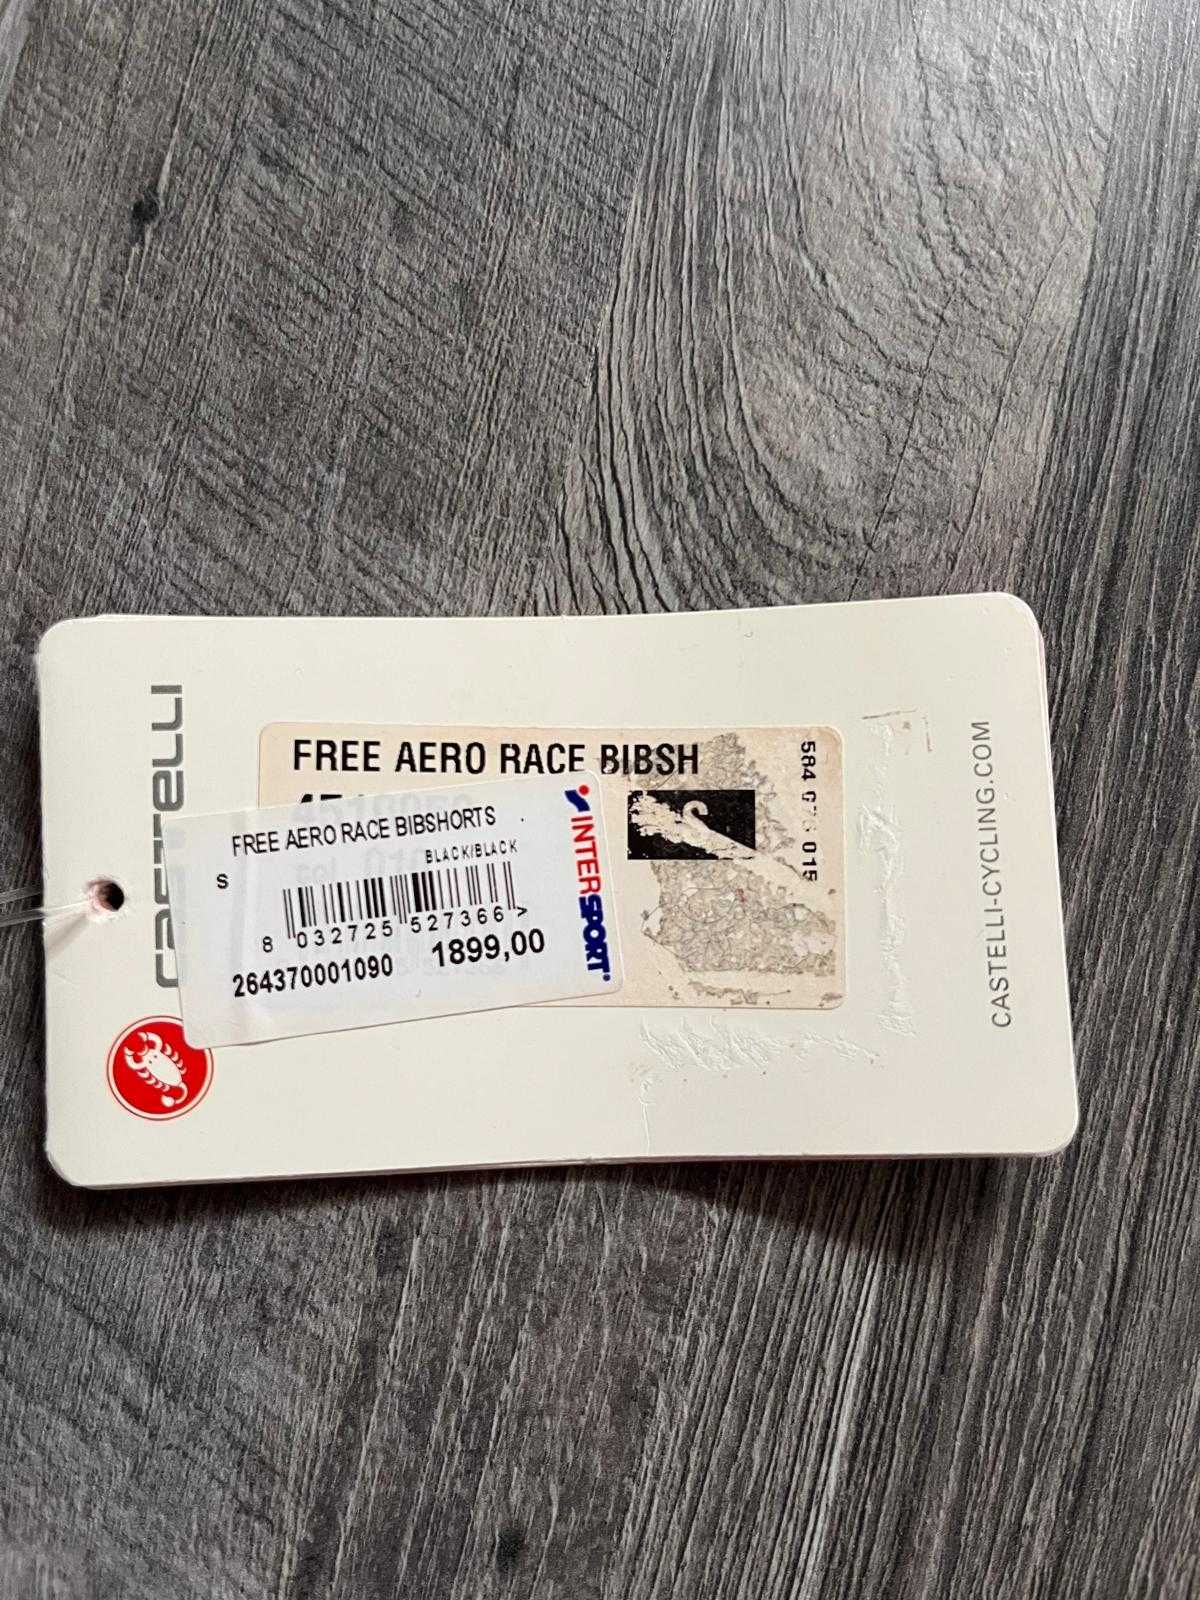 castelli
FREE AERO RACE BIBSH
FREE AERO RACE BIBSHORTS
BLACK/BLACK
S
8 032725 527366 >
264370001090 1899,00
INTERSPORT
015
CASTELLI-CYCLING.COM